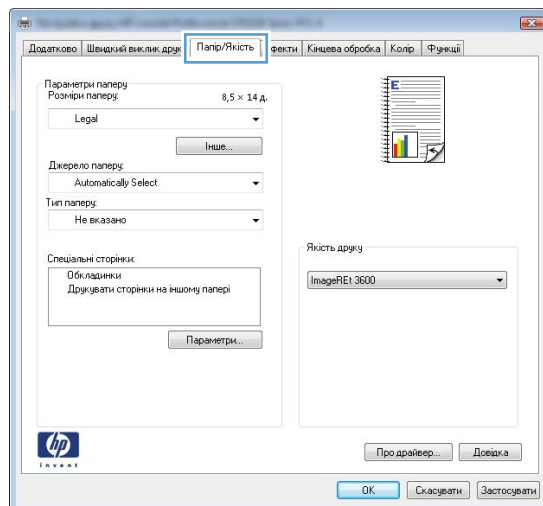 Додатково
Швидкий виклик друк
Папір/Якість
фекти
Кінцева обробка
Колір
Функції
Параметри паперу
Розміри паперу:
8,5 × 14 д.
Legal
Інше...
Джерело паперу:
Automatically Select
Тип паперу:
Не вказано
Спеціальні сторінки:
Обкладинки
Друкувати сторінки на іншому папері
Параметри...
E
Якість друку
ImageREt 3600
hp
invent
Про драйвер...
Довідка
OK
Скасувати
Застосувати